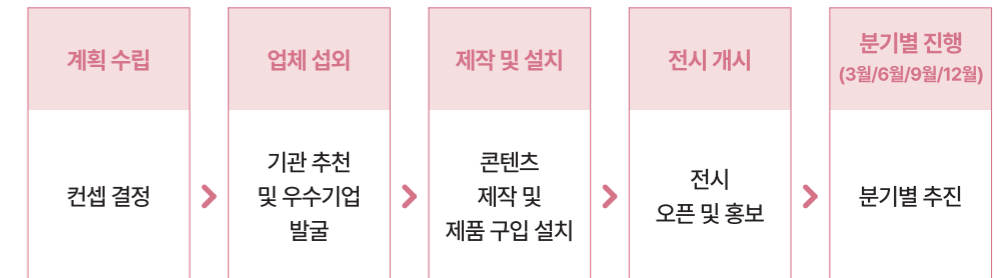 계획 수립
컨셉 결정
업체 섭외
기관 추천
및 우수기업
발굴
제작 및 설치
콘텐츠
제작 및
제품 구입 설치
전시 개시
전시
오픈 및 홍보
분기별 진행
(3월/6월/9월/12월)
분기별 추진